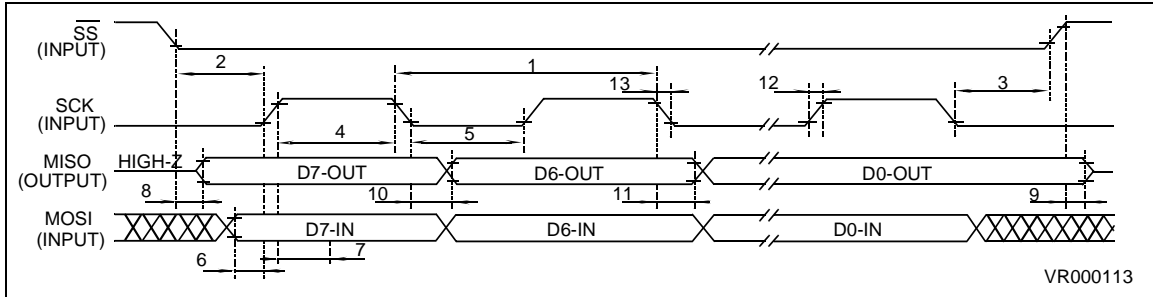 SS
(INPUT)
2
1
13
12
3
SCK
(INPUT)
4
5
MISO
(OUTPUT)
HIGH-Z
D7-OUT
D6-OUT
D0-OUT
8
10
11
9
MOSI
(INPUT)
D7-IN
D6-IN
D0-IN
6
7
VR000113